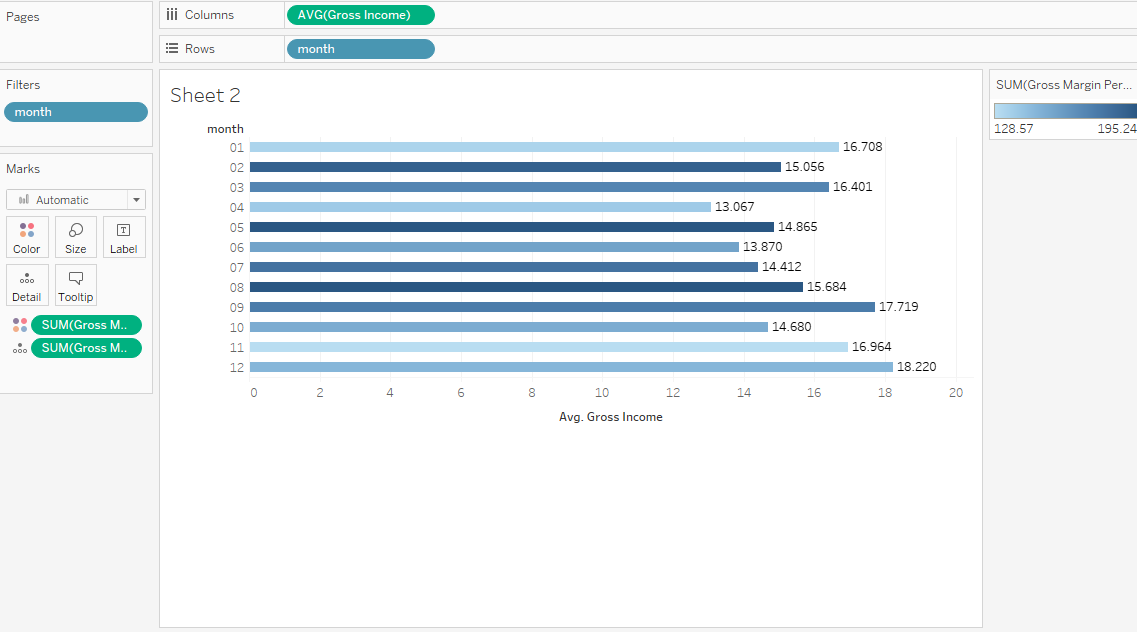 Pages
Columns
AVG(Gross Income)
Rows
month
Filters
month
Marks
Automatic
Color
Size
Label
Detail
Tooltip
SUM(Gross M..
SUM(Gross M..
Sheet 2
month
01 16.708
02 15.056
03 16.401
04 13.067
05 14.865
06 13.870
07 14.412
08 15.684
09 17.719
10 14.680
11 16.964
12 18.220
0 2 4 6 8 10 12 14 16 18 20
Avg. Gross Income
SUM(Gross Margin Per...
128.57 195.24